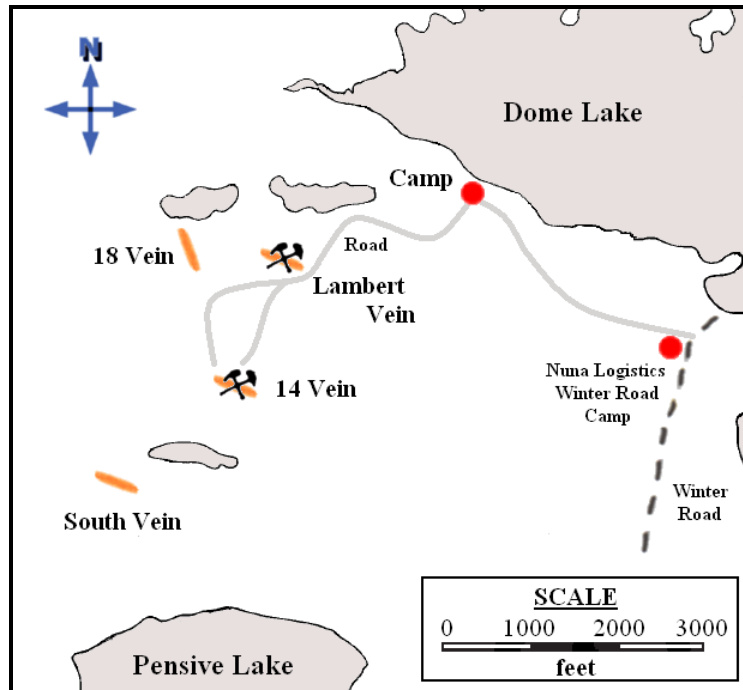 N
Dome Lake
Camp
Road
18 Vein
Lambert
Vein
Nuna Logistics
Winter Road
Camp
14 Vein
Winter
Road
South Vein
SCALE
0 1000 2000 3000
feet
Pensive Lake